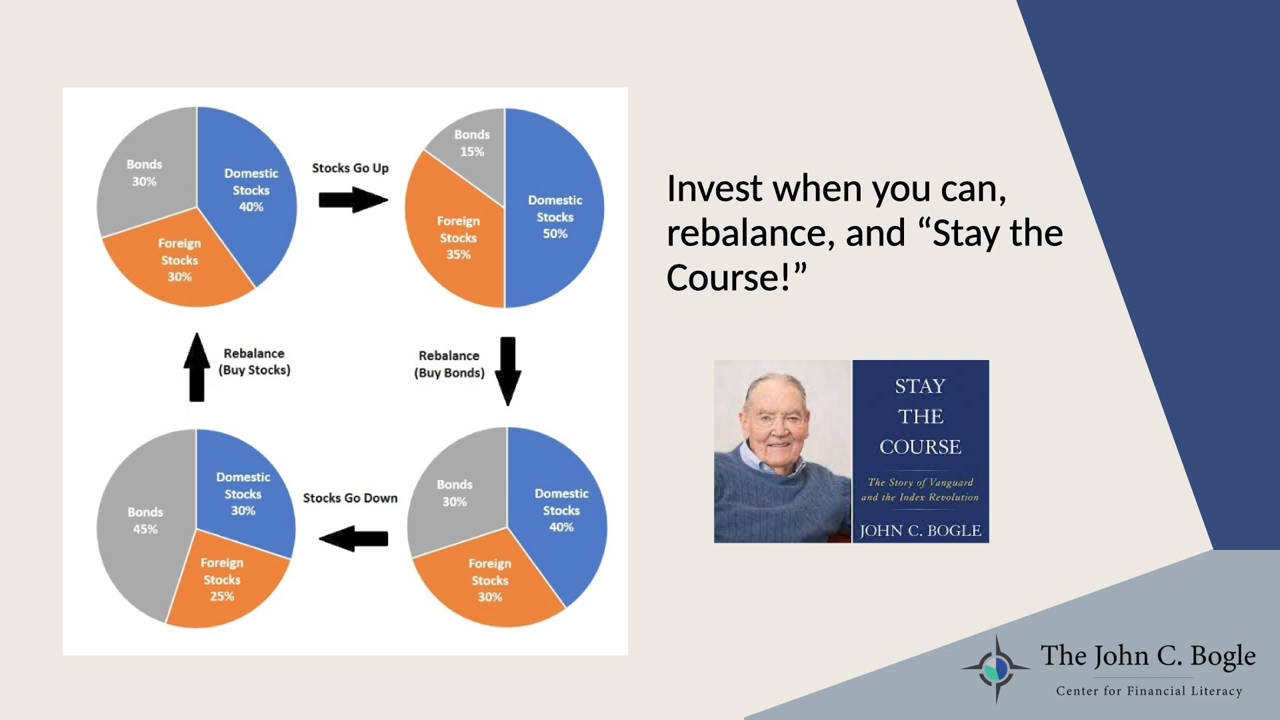 Bonds
30%
Domestic
Stocks
40%
Foreign
Stocks
30%
Stocks Go Up
Bonds
15%
Domestic
Stocks
50%
Foreign
Stocks
35%
Rebalance
(Buy Stocks)
Rebalance
(Buy Bonds)
Bonds
45%
Domestic
Stocks
30%
Foreign
Stocks
25%
Stocks Go Down
Bonds
30%
Domestic
Stocks
40%
Foreign
Stocks
30%
Invest when you can,
rebalance, and “Stay the
Course!”
STAY
THE
COURSE
The Story of Vanguard
and the Index Revolution
JOHN C. BOGLE
The John C. Bogle
Center for Financial Literacy